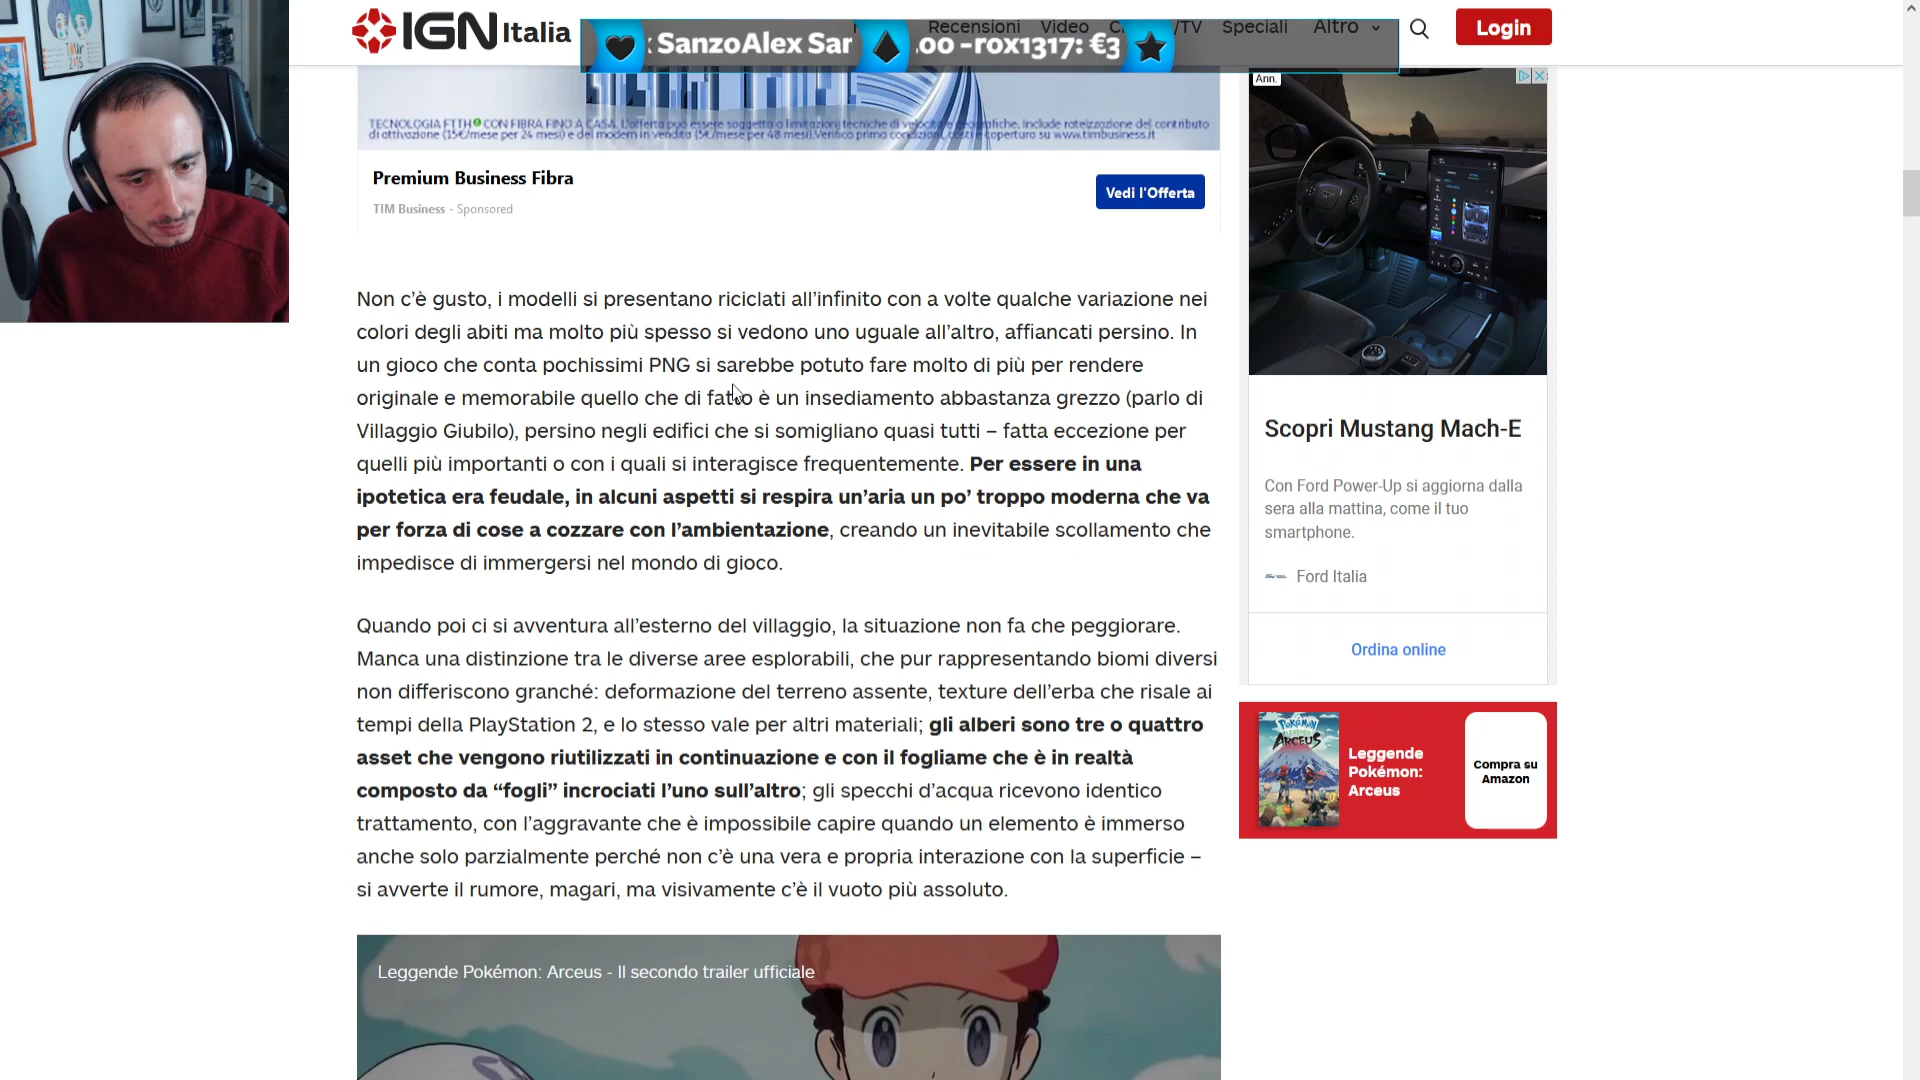 IGN Italia
Recensioni Video /TV Speciali Altro
Login
SanzoAlex
.00 -rox1317: €3
TOUR
2015
TECNOLOGIA FTTH CON FIBRA FINO A CASA. L'offerta può essere soggetta a limitazioni tecniche di velocità e geografiche. Include rateizzazione del contributo
di attivazione (15€/mese per 24 mesi) e del modem in vendita (5€/mese per 48 mesi). Verifica prima condizioni, costi e copertura su www.timbusiness.it
Premium Business Fibra
TIM Business - Sponsored
Vedi l'Offerta
Non c’è gusto, i modelli si presentano riciclati all’infinito con a volte qualche variazione nei
colori degli abiti ma molto più spesso si vedono uno uguale all’altro, affiancati persino. In
un gioco che conta pochissimi PNG si sarebbe potuto fare molto di più per rendere
originale e memorabile quello che di fatto è un insediamento abbastanza grezzo (parlo di
Villaggio Giubilo), persino negli edifici che si somigliano quasi tutti – fatta eccezione per
quelli più importanti o con i quali si interagisce frequentemente. Per essere in una
ipotetica era feudale, in alcuni aspetti si respira un’aria un po’ troppo moderna che va
per forza di cose a cozzare con l’ambientazione, creando un inevitabile scollamento che
impedisce di immergersi nel mondo di gioco.
Quando poi ci si avventura all’esterno del villaggio, la situazione non fa che peggiorare.
Manca una distinzione tra le diverse aree esplorabili, che pur rappresentando biomi diversi
non differiscono granché: deformazione del terreno assente, texture dell’erba che risale ai
tempi della PlayStation 2, e lo stesso vale per altri materiali; gli alberi sono tre o quattro
asset che vengono riutilizzati in continuazione e con il fogliame che è in realtà
composto da “fogli” incrociati l’uno sull’altro; gli specchi d’acqua ricevono identico
trattamento, con l’aggravante che è impossibile capire quando un elemento è immerso
anche solo parzialmente perché non c’è una vera e propria interazione con la superficie –
si avverte il rumore, magari, ma visivamente c’è il vuoto più assoluto.
Leggende Pokémon: Arceus - Il secondo trailer ufficiale
Ann.
Scopri Mustang Mach-E
Con Ford Power-Up si aggiorna dalla
sera alla mattina, come il tuo
smartphone.
Ford Italia
Ordina online
POKÉMON
ARCEUS
Leggende
Pokémon:
Arceus
Compra su
Amazon